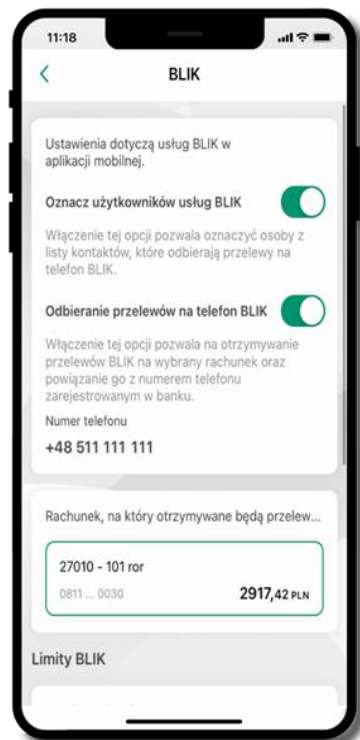 11:18
BLIK
Ustawienia dotyczą usług BLIK w
aplikacji mobilnej.
Oznacz użytkowników usług BLIK
Włączenie tej opcji pozwala oznaczyć osoby z
listy kontaktów, które odbierają przelewy na
telefon BLIK.
Odbieranie przelewów na telefon BLIK
Włączenie tej opcji pozwala na otrzymywanie
przelewów BLIK na wybrany rachunek oraz
powiązanie go z numerem telefonu
zarejestrowanym w banku.
Numer telefonu
+48 511 111 111
Rachunek, na który otrzymywane będą przelew...
27010 - 101 ror
0811 ... 0030 2917,42 PLN
Limity BLIK